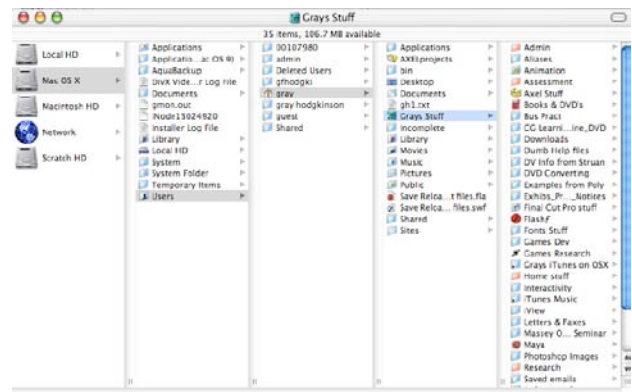 Grays Stuff
35 items, 106.7 MB available
Local HD
Mac OS X
Macintosh HD
Network
Scratch HD
Applications
Applicatio...ac OS 9)
AquaBackup
DivX Vide...r Log File
Documents
gmon.out
iNode15024920
Installer Log File
Library
Local HD
System
System Folder
Temporary Items
Users
00107980
admin
Deleted Users
gfhodgki
gray
gray hodgkinson
guest
Shared
Applications
AXELprojects
bin
Desktop
Documents
gh1.txt
Grays Stuff
incomplete
Library
Movies
Music
Pictures
Public
Save Reloa...t files.fla
Save Reloa... files.swf
Shared
Sites
Admin
Aliases
Animation
Assessment
Axel Stuff
Books & DVD's
Bus Pract
CG Learni...ine_DVD
Downloads
Dumb Help files
DV Info from Struan
DVD Converting
Examples from Poly
Exhibs_Pr..._Notices
Final Cut Pro stuff
Flashƒ
Fonts Stuff
Games Dev
Games Research
Grays iTunes on OSX
Home stuff
Interactivity
iTunes Music
iView
Letters & Faxes
Massey O... Seminar
Maya
Photoshop Images
Research
Saved emails